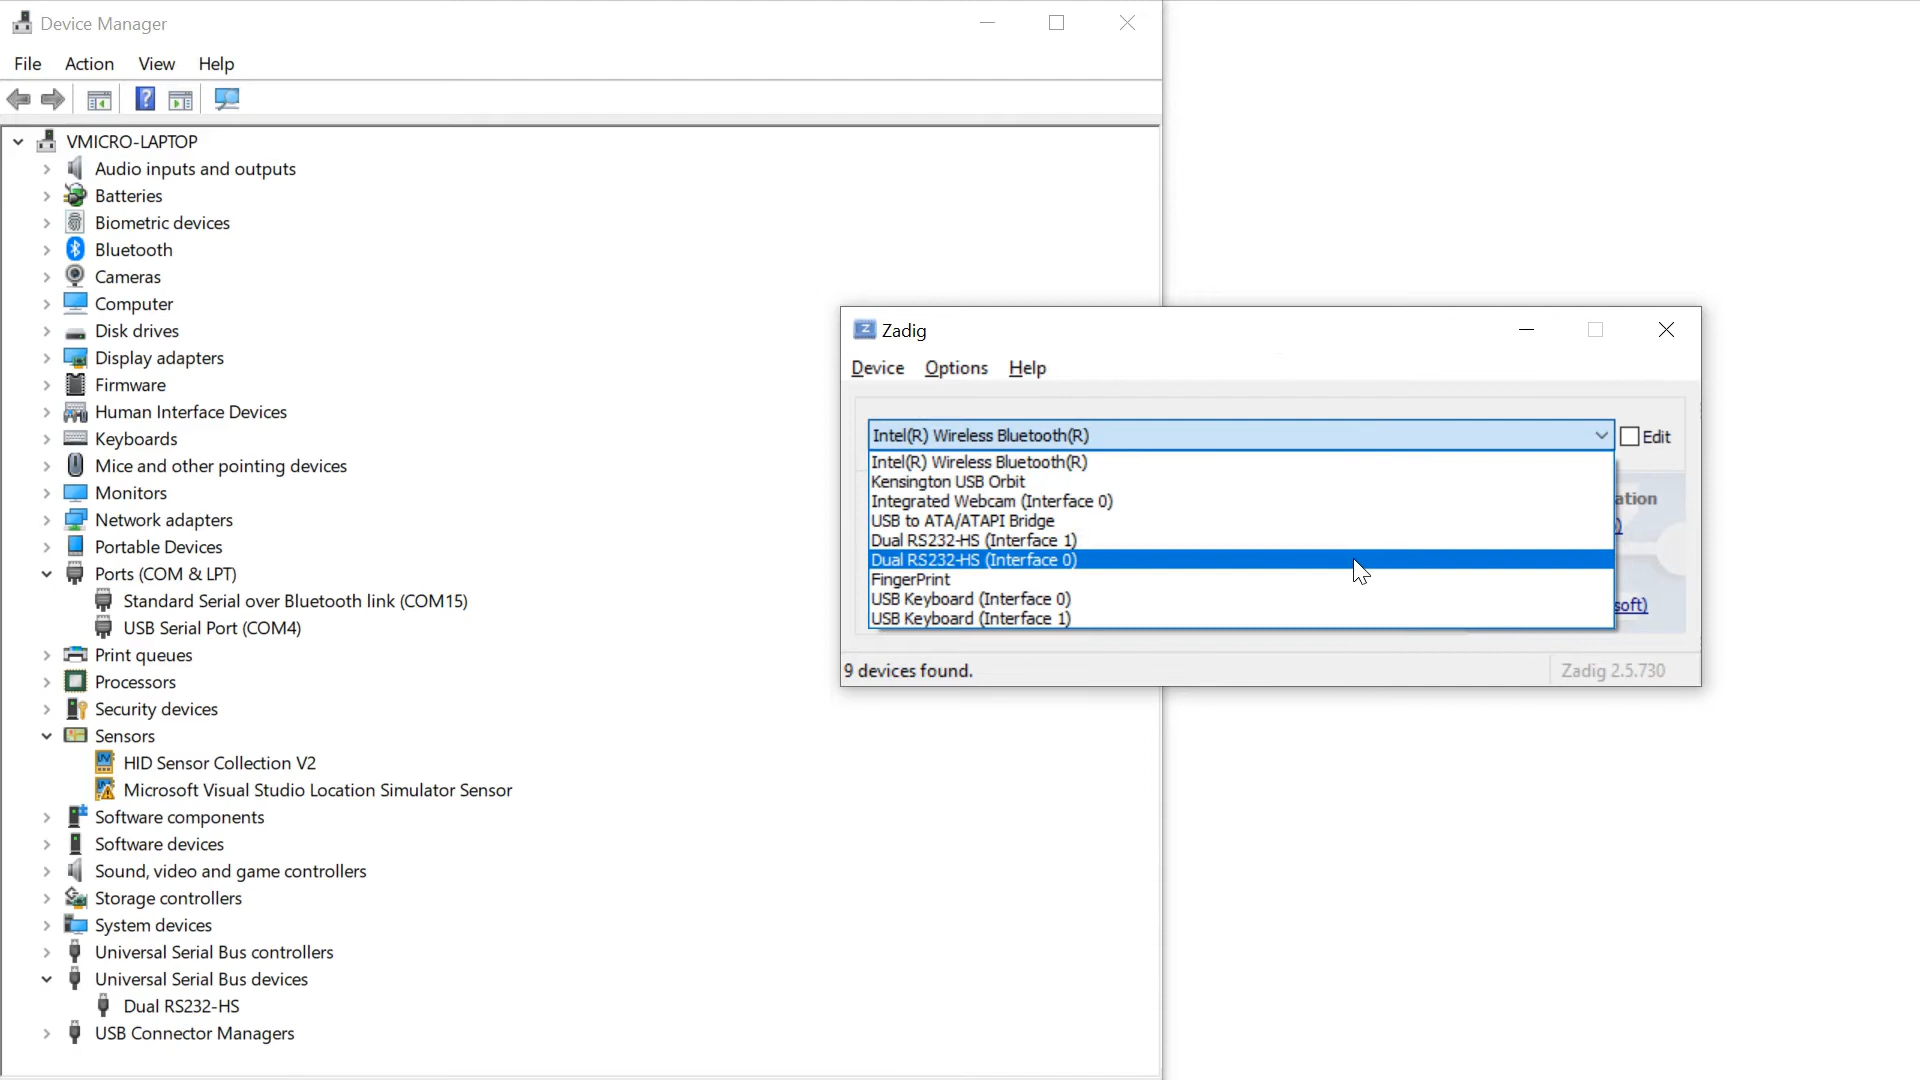 Device Manager
File Action View Help
VMICRO-LAPTOP
Audio inputs and outputs
Batteries
Biometric devices
Bluetooth
Cameras
Computer
Disk drives
Display adapters
Firmware
Human Interface Devices
Keyboards
Mice and other pointing devices
Monitors
Network adapters
Portable Devices
Ports (COM & LPT)
Standard Serial over Bluetooth link (COM15)
USB Serial Port (COM4)
Print queues
Processors
Security devices
Sensors
HID Sensor Collection V2
Microsoft Visual Studio Location Simulator Sensor
Software components
Software devices
Sound, video and game controllers
Storage controllers
System devices
Universal Serial Bus controllers
Universal Serial Bus devices
Dual RS232-HS
USB Connector Managers
Zadig
Device Options Help
Intel(R) Wireless Bluetooth(R) Edit
Intel(R) Wireless Bluetooth(R)
Kensington USB Orbit
Integrated Webcam (Interface 0)
USB to ATA/ATAPI Bridge
Dual RS232-HS (Interface 1)
Dual RS232-HS (Interface 0)
FingerPrint
USB Keyboard (Interface 0)
USB Keyboard (Interface 1)
ation
soft)
9 devices found. Zadig 2.5.730